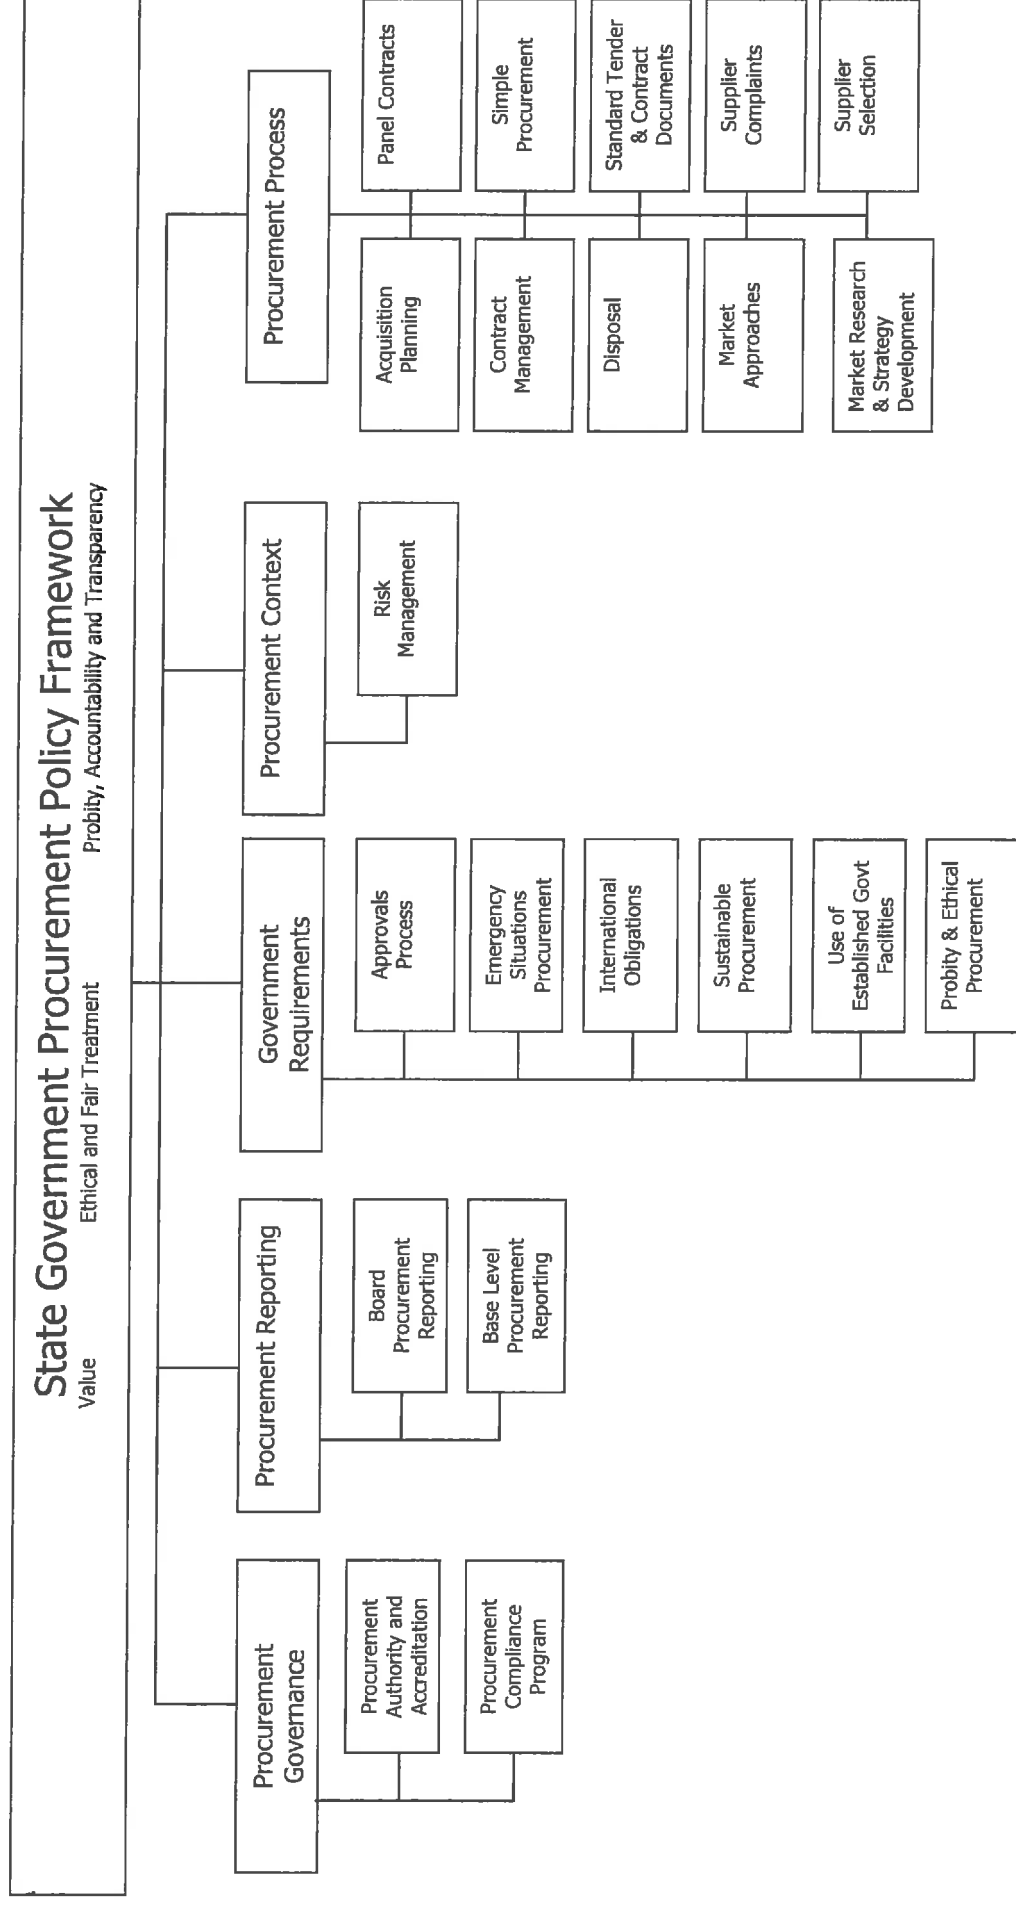 State Government Procurement Policy Framework
Value
Ethical and Fair Treatment
Probity, Accountability and Transparency
Procurement
Governance
Procurement
Authority and
Accreditation
Procurement
Compliance
Program
Procurement Reporting
Board
Procurement
Reporting
Base Level
Procurement
Reporting
Government
Requirements
Approvals
Process
Emergency
Situations
Procurement
International
Obligations
Sustainable
Procurement
Use of
Established Govt
Facilities
Probity & Ethical
Procurement
Procurement Context
Risk
Management
Procurement Process
Acquisition
Planning
Contract
Management
Disposal
Market
Approaches
Market Research
& Strategy
Development
Panel Contracts
Simple
Procurement
Standard Tender
& Contract
Documents
Supplier
Complaints
Supplier
Selection